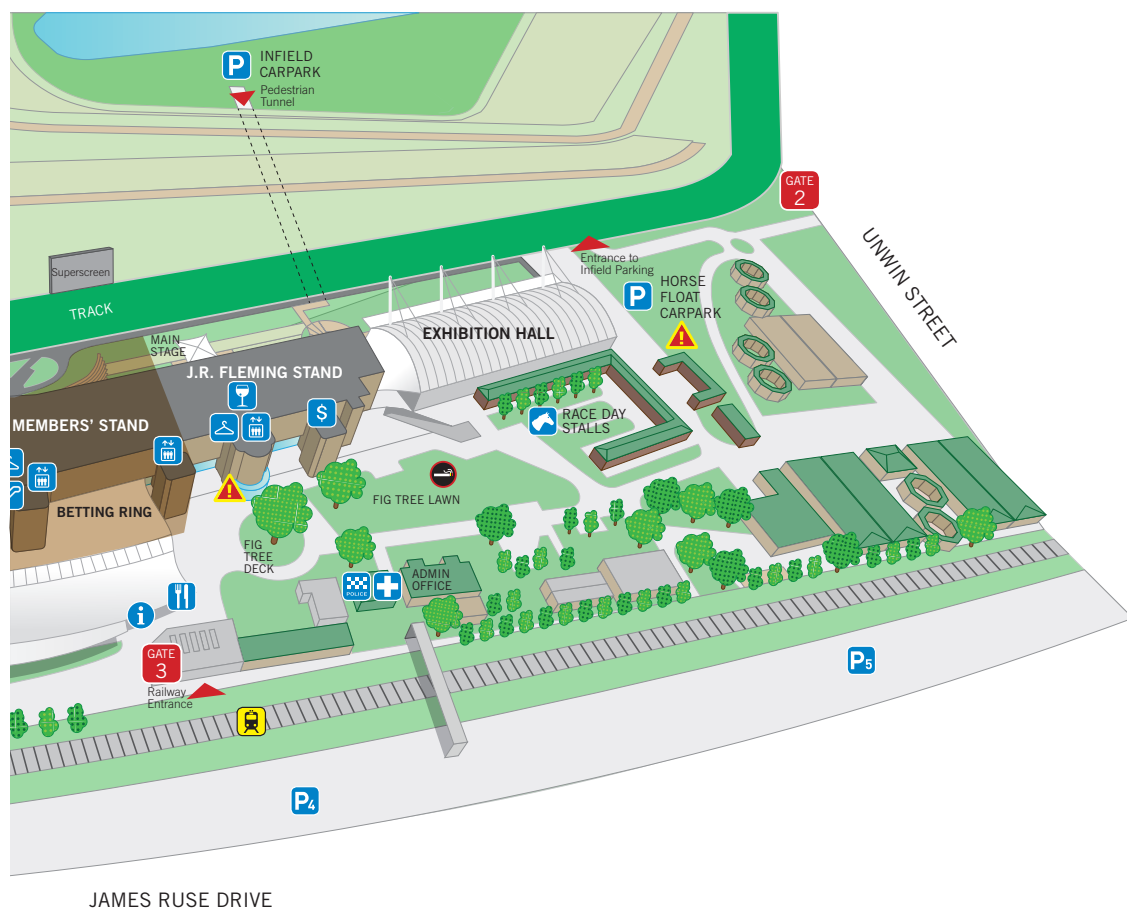 P
INFIELD
CARPARK
Pedestrian
Tunnel
GATE
2
UNWIN STREET
Entrance to
Infield Parking
Superscreen
TRACK
P
HORSE
FLOAT
CARPARK
!
MAIN
STAGE
EXHIBITION HALL
J.R. FLEMING STAND
$
RACE DAY
STALLS
MEMBERS' STAND
!
FIG TREE LAWN
BETTING RING
FIG
TREE
DECK
POLICE
ADMIN
OFFICE
i
GATE
3
Railway
Entrance
P5
P4
JAMES RUSE DRIVE